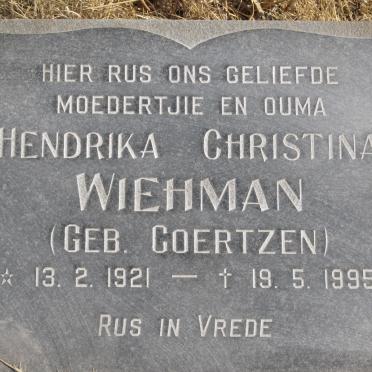 HIER RUS ONS GELIEFDE
MOEDERTJIE EN OUMA
HENDRIKA CHRISTINA
WIEHMAN
(GEB. COERTZEN)
☆ 13. 2. 1921 — † 19. 5. 1995
RUS IN VREDE